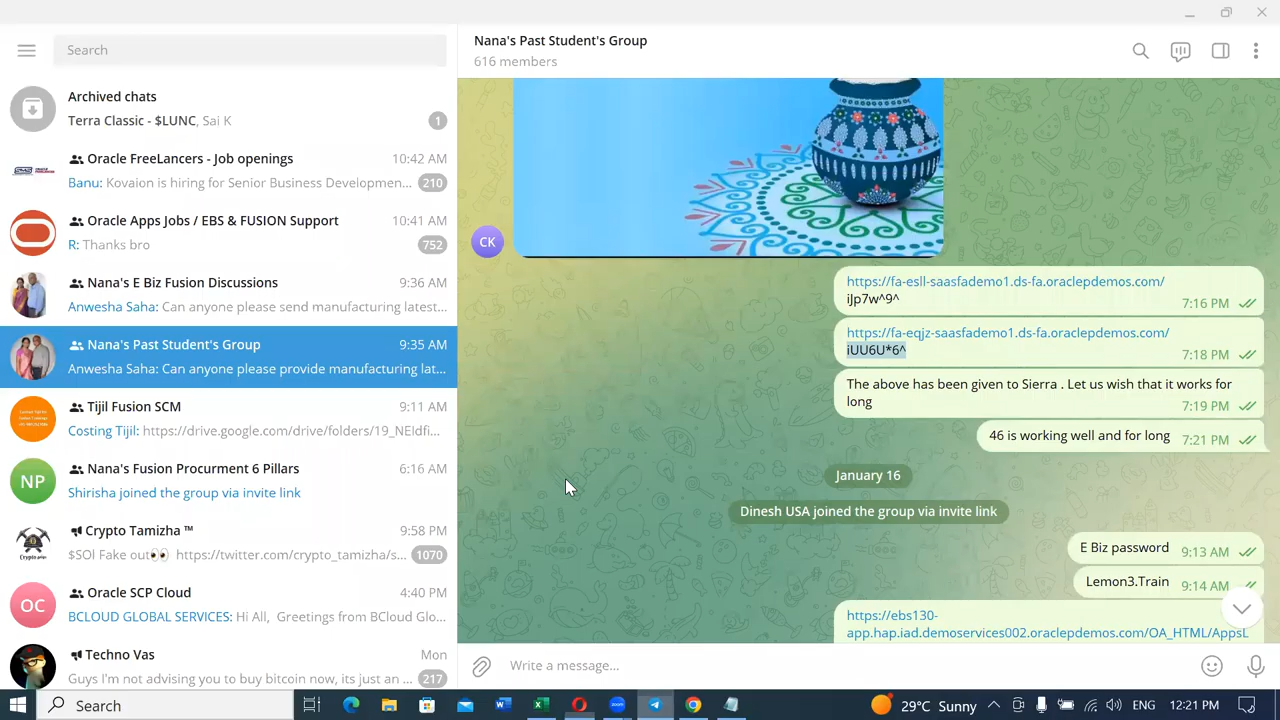 Search
Archived chats
Terra Classic - $LUNC, Sai K
1
Oracle FreeLancers - Job openings
10:42 AM
Banu: Kovaion is hiring for Senior Business Developmen...
210
Oracle Apps Jobs / EBS & FUSION Support
10:41 AM
R: Thanks bro
752
Nana's E Biz Fusion Discussions
9:36 AM
Anwesha Saha: Can anyone please send manufacturing latest...
Nana's Past Student's Group
9:35 AM
Anwesha Saha: Can anyone please provide manufacturing lat...
Tijil Fusion SCM
9:11 AM
Costing Tijil: https://drive.google.com/drive/folders/19_NEIdfi...
NP
Nana's Fusion Procurment 6 Pillars
6:16 AM
Shirisha joined the group via invite link
Crypto Tamizha ™
9:58 PM
$SOl Fake out👀 https://twitter.com/crypto_tamizha/s...
1070
OC
Oracle SCP Cloud
4:40 PM
BCLOUD GLOBAL SERVICES: Hi All, Greetings from BCloud Glo...
Techno Vas
Mon
Guys I'm not advising you to buy bitcoin now, its just an ...
217
Nana's Past Student's Group
616 members
CK
https://fa-esll-saasfademo1.ds-fa.oraclepdemos.com/
iJp7w^9^
7:16 PM
https://fa-eqjz-saasfademo1.ds-fa.oraclepdemos.com/
iUU6U*6^
7:18 PM
The above has been given to Sierra . Let us wish that it works for
long
7:19 PM
46 is working well and for long
7:21 PM
January 16
Dinesh USA joined the group via invite link
E Biz password
9:13 AM
Lemon3.Train
9:14 AM
https://ebs130-
app.hap.iad.demoservices002.oraclepdemos.com/OA_HTML/AppsL
Write a message...
Search
29°C Sunny
ENG
12:21 PM